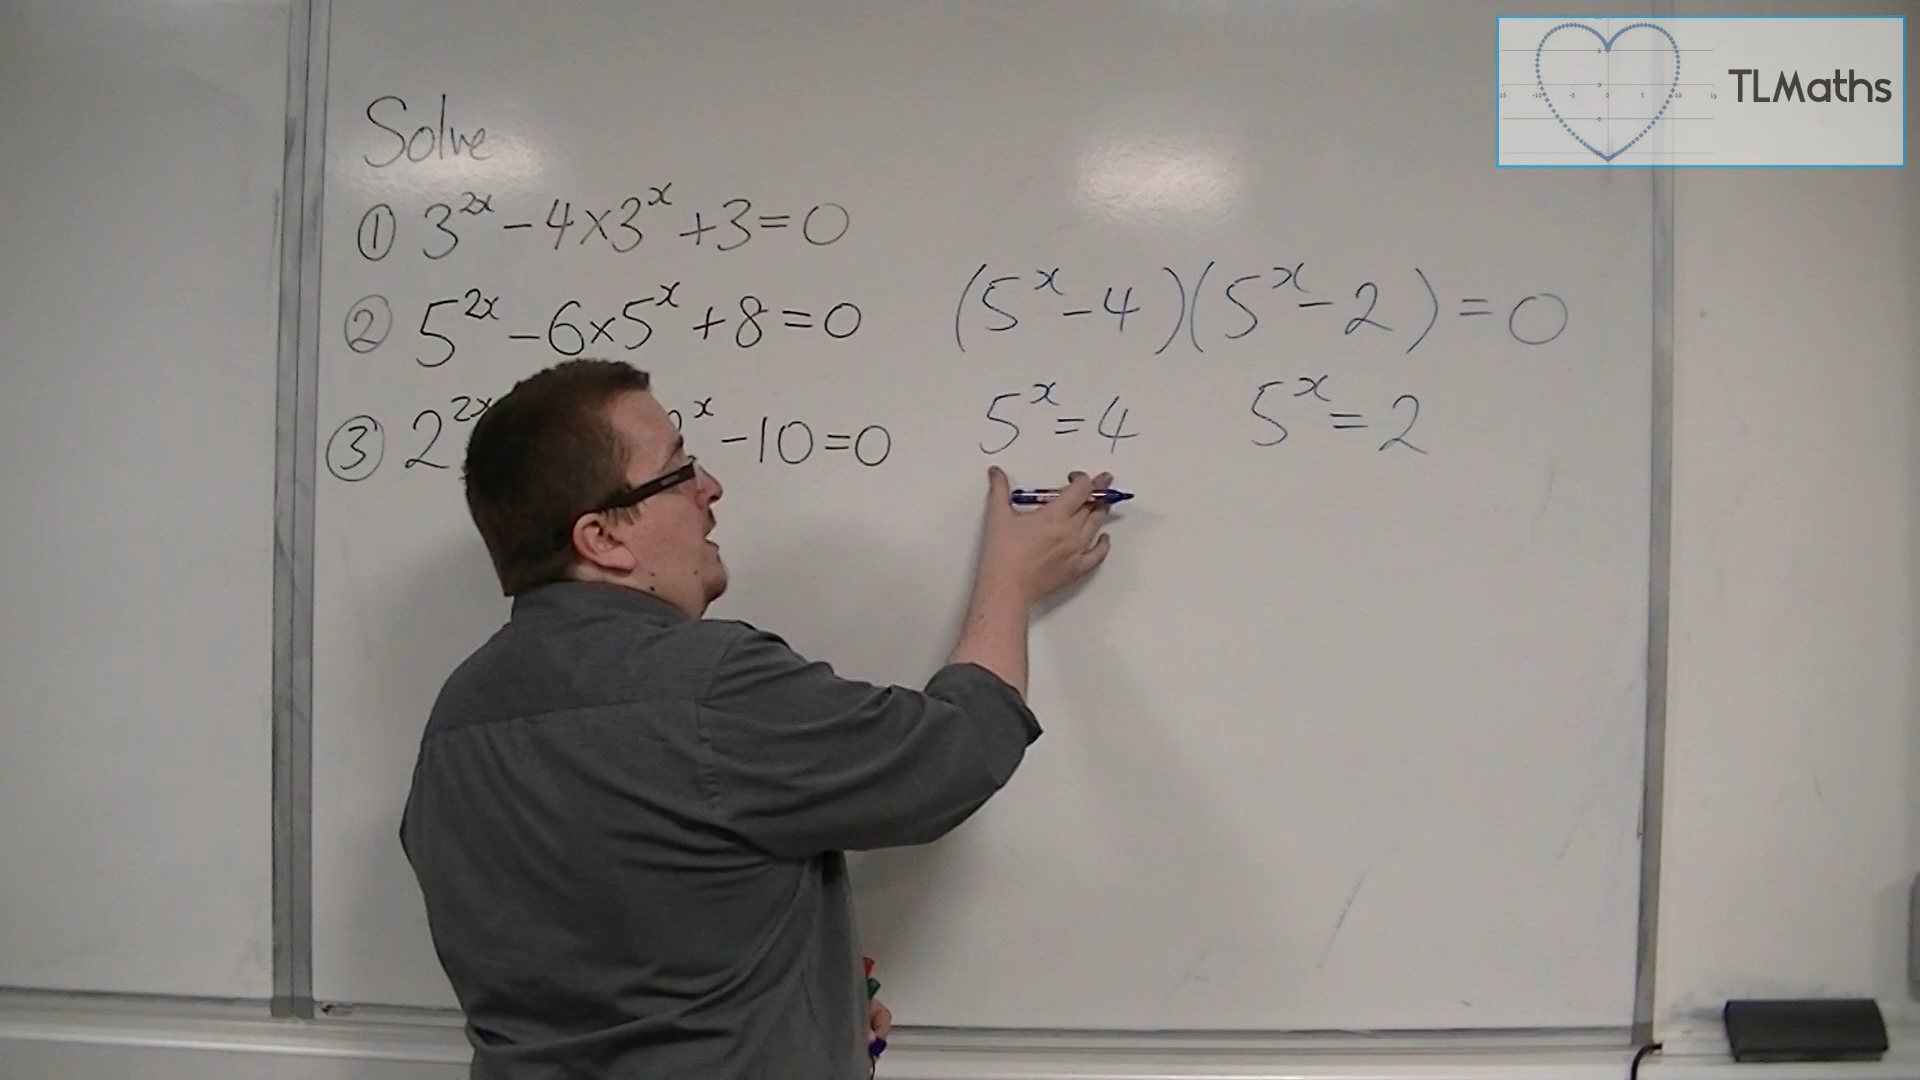 TLMaths
Solve
① 3^{2x} - 4×3^x + 3 = 0
② 5^{2x} - 6×5^x + 8 = 0
(5^x - 4)(5^x - 2) = 0
③ 2^{2x} ^x - 10 = 0
5^x = 4 5^x = 2